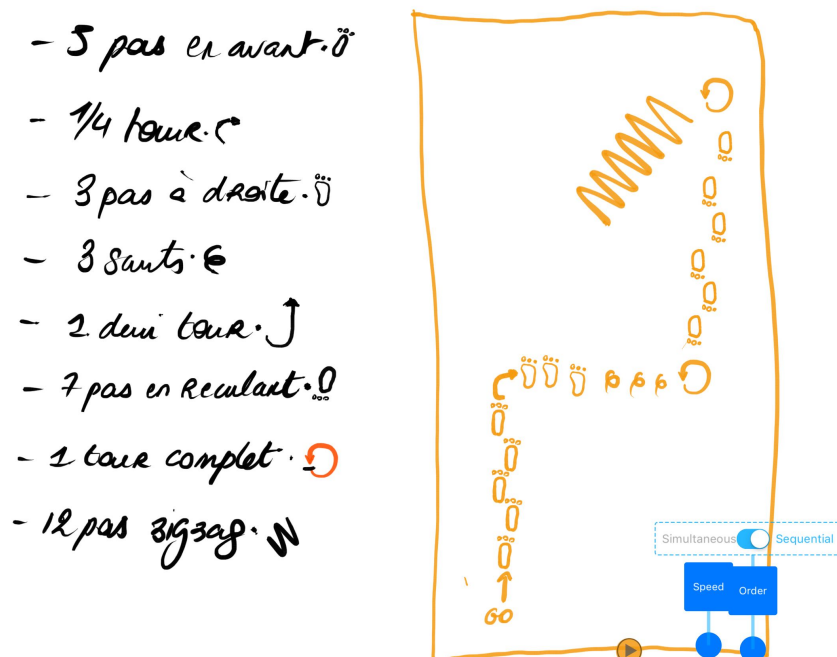 - 5 pas en avant.
- 1/4 tour.
- 3 pas à droite.
- 3 sauts.
- 1 demi tour.
- 7 pas en reculant.
- 1 tour complet.
- 12 pas zigzag.
GO
Simultaneous Sequential
Speed
Order